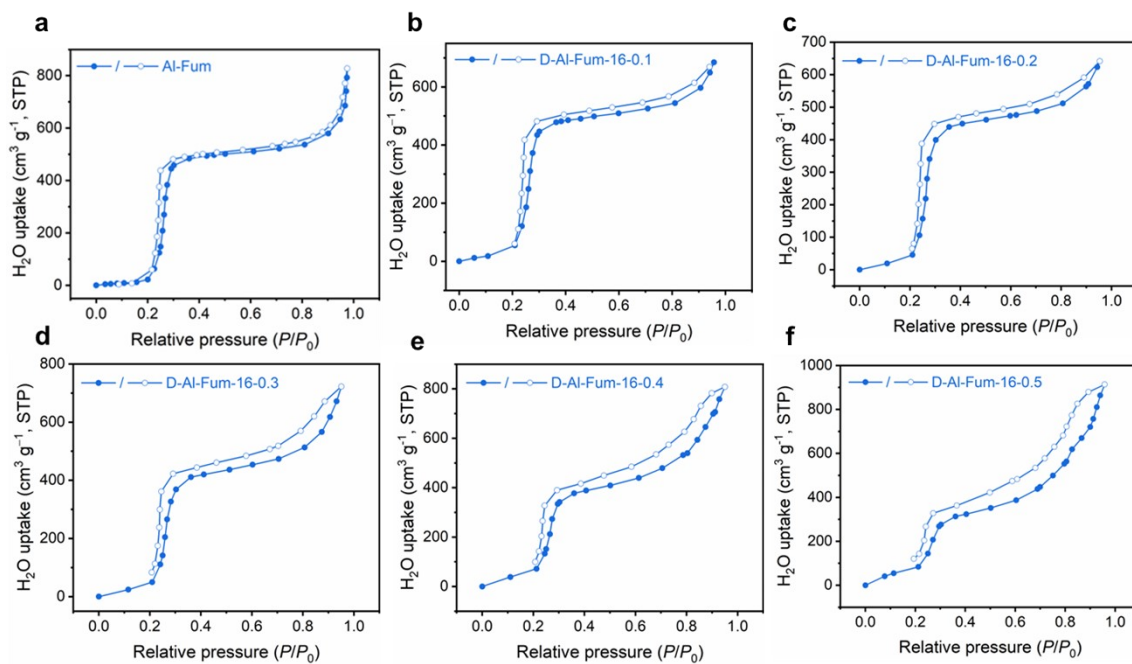 a
Al-Fum
H₂O uptake (cm³ g⁻¹, STP)
800
600
400
200
0
0.0 0.2 0.4 0.6 0.8 1.0
Relative pressure (P/P₀)
b
D-Al-Fum-16-0.1
H₂O uptake (cm³ g⁻¹, STP)
600
400
200
0
0.0 0.2 0.4 0.6 0.8 1.0
Relative pressure (P/P₀)
c
D-Al-Fum-16-0.2
H₂O uptake (cm³ g⁻¹, STP)
700
600
500
400
300
200
100
0
0.0 0.2 0.4 0.6 0.8 1.0
Relative pressure (P/P₀)
d
D-Al-Fum-16-0.3
H₂O uptake (cm³ g⁻¹, STP)
800
600
400
200
0
0.0 0.2 0.4 0.6 0.8 1.0
Relative pressure (P/P₀)
e
D-Al-Fum-16-0.4
H₂O uptake (cm³ g⁻¹, STP)
800
600
400
200
0
0.0 0.2 0.4 0.6 0.8 1.0
Relative pressure (P/P₀)
f
D-Al-Fum-16-0.5
H₂O uptake (cm³ g⁻¹, STP)
1000
800
600
400
200
0
0.0 0.2 0.4 0.6 0.8 1.0
Relative pressure (P/P₀)